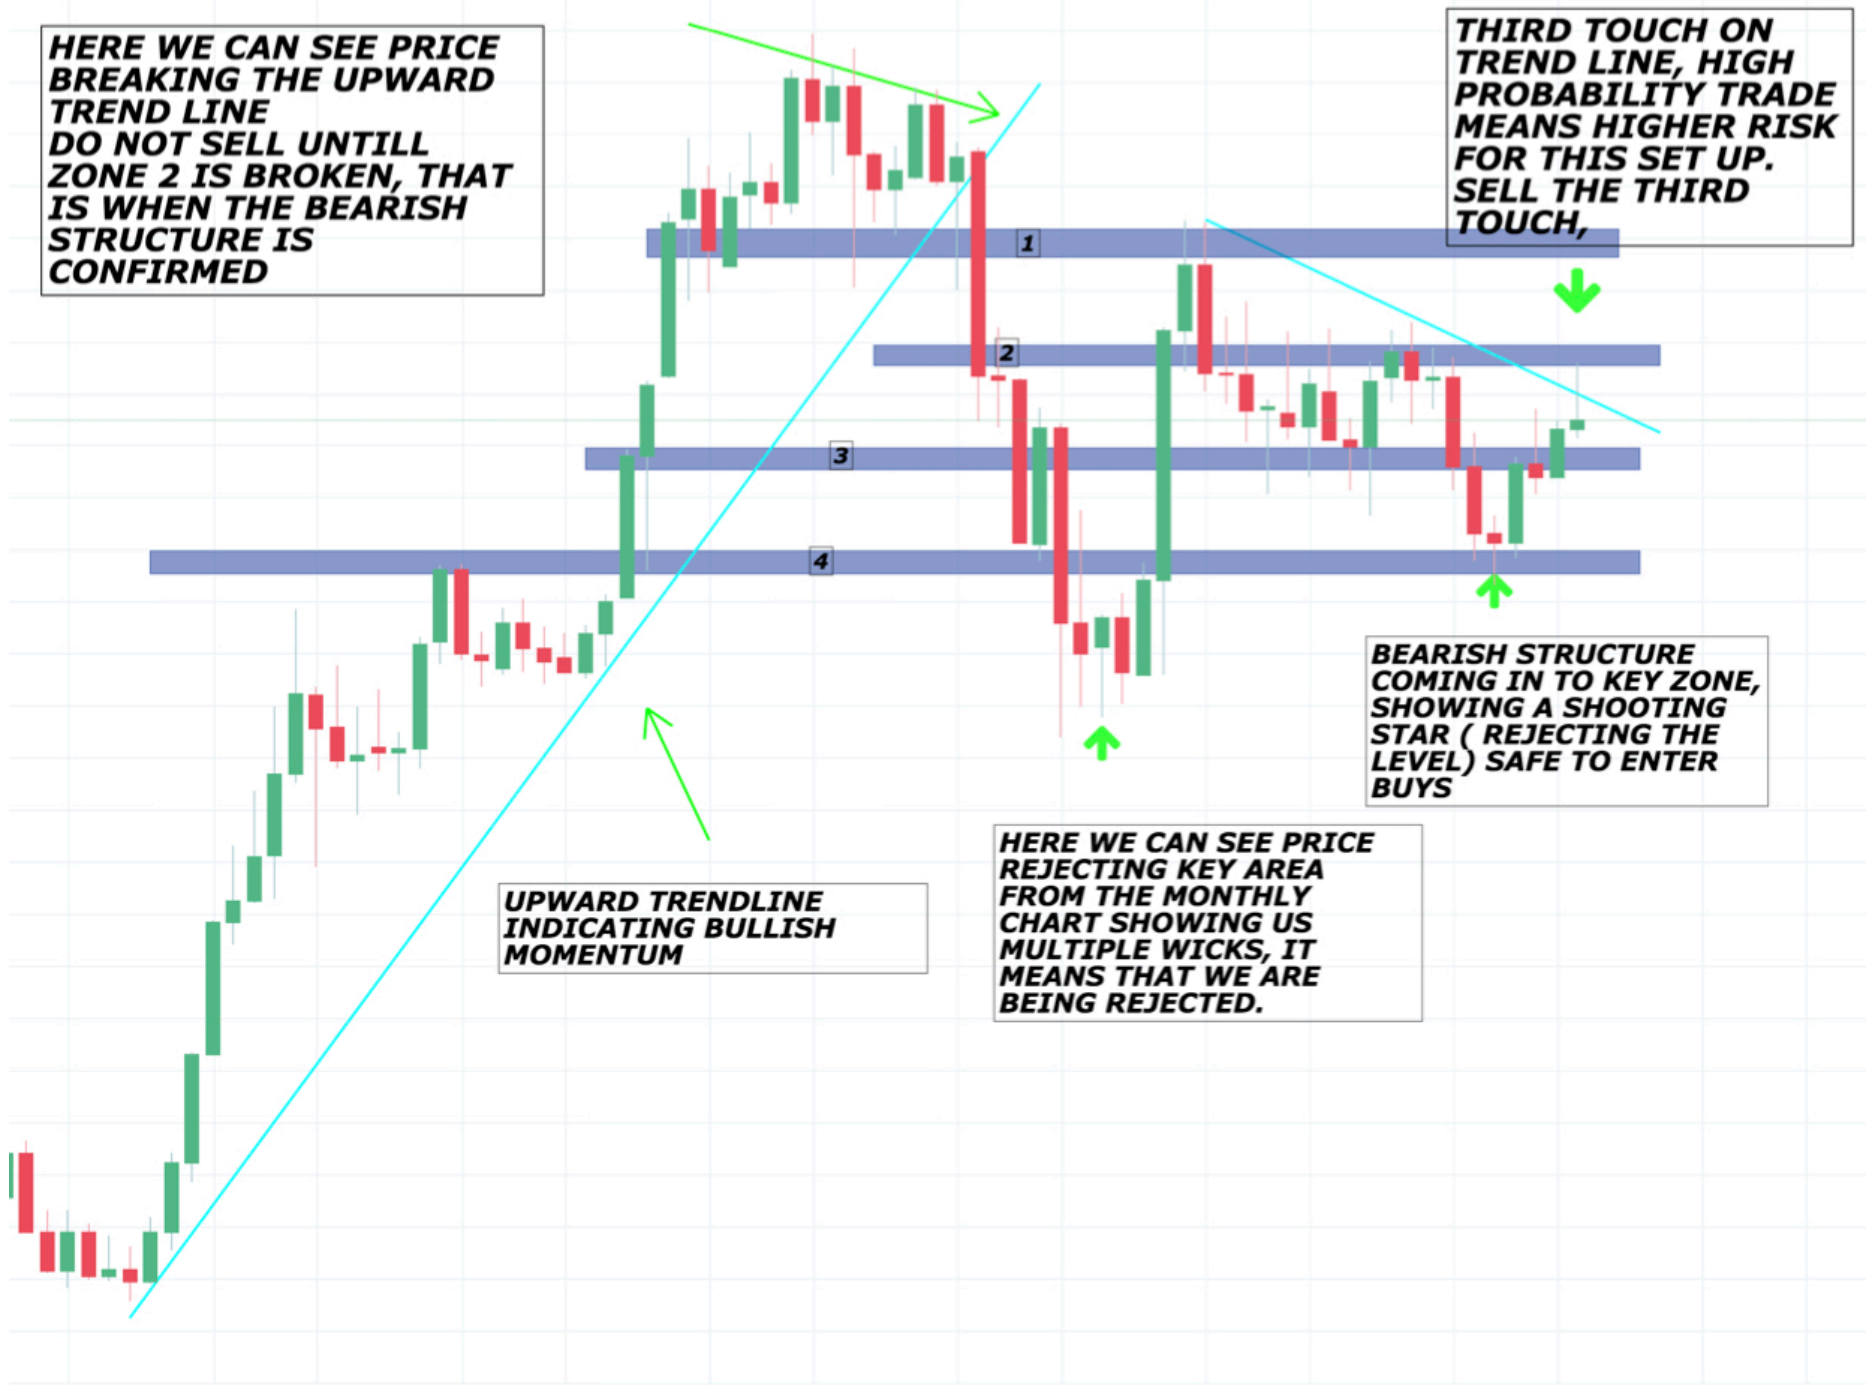 HERE WE CAN SEE PRICE
BREAKING THE UPWARD
TREND LINE
DO NOT SELL UNTILL
ZONE 2 IS BROKEN, THAT
IS WHEN THE BEARISH
STRUCTURE IS
CONFIRMED
THIRD TOUCH ON
TREND LINE, HIGH
PROBABILITY TRADE
MEANS HIGHER RISK
FOR THIS SET UP.
SELL THE THIRD
TOUCH,
1
2
3
4
BEARISH STRUCTURE
COMING IN TO KEY ZONE,
SHOWING A SHOOTING
STAR ( REJECTING THE
LEVEL) SAFE TO ENTER
BUYS
HERE WE CAN SEE PRICE
REJECTING KEY AREA
FROM THE MONTHLY
CHART SHOWING US
MULTIPLE WICKS, IT
MEANS THAT WE ARE
BEING REJECTED.
UPWARD TRENDLINE
INDICATING BULLISH
MOMENTUM